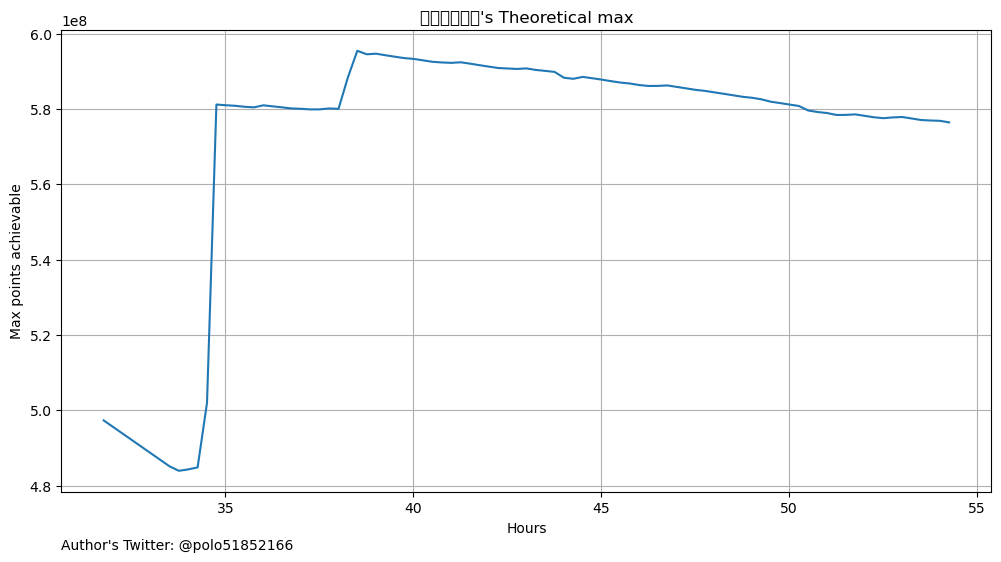 's Theoretical max
1e8
6.0
5.8
5.6
5.4
5.2
5.0
4.8
Max points achievable
35 40 45 50 55
Hours
Author's Twitter: @polo51852166